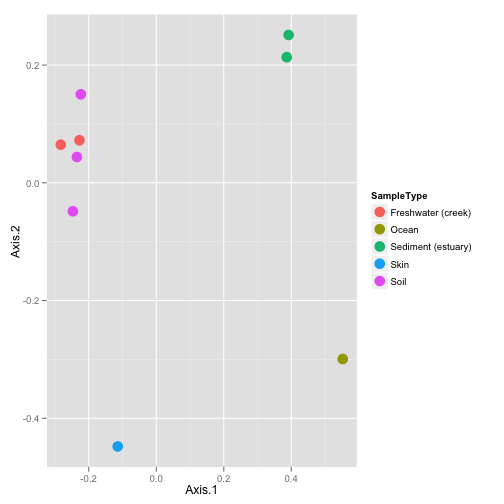 0.2
0.0
-0.2
-0.4
Axis.2
-0.2
0.0
0.2
0.4
Axis.1
SampleType
Freshwater (creek)
Ocean
Sediment (estuary)
Skin
Soil